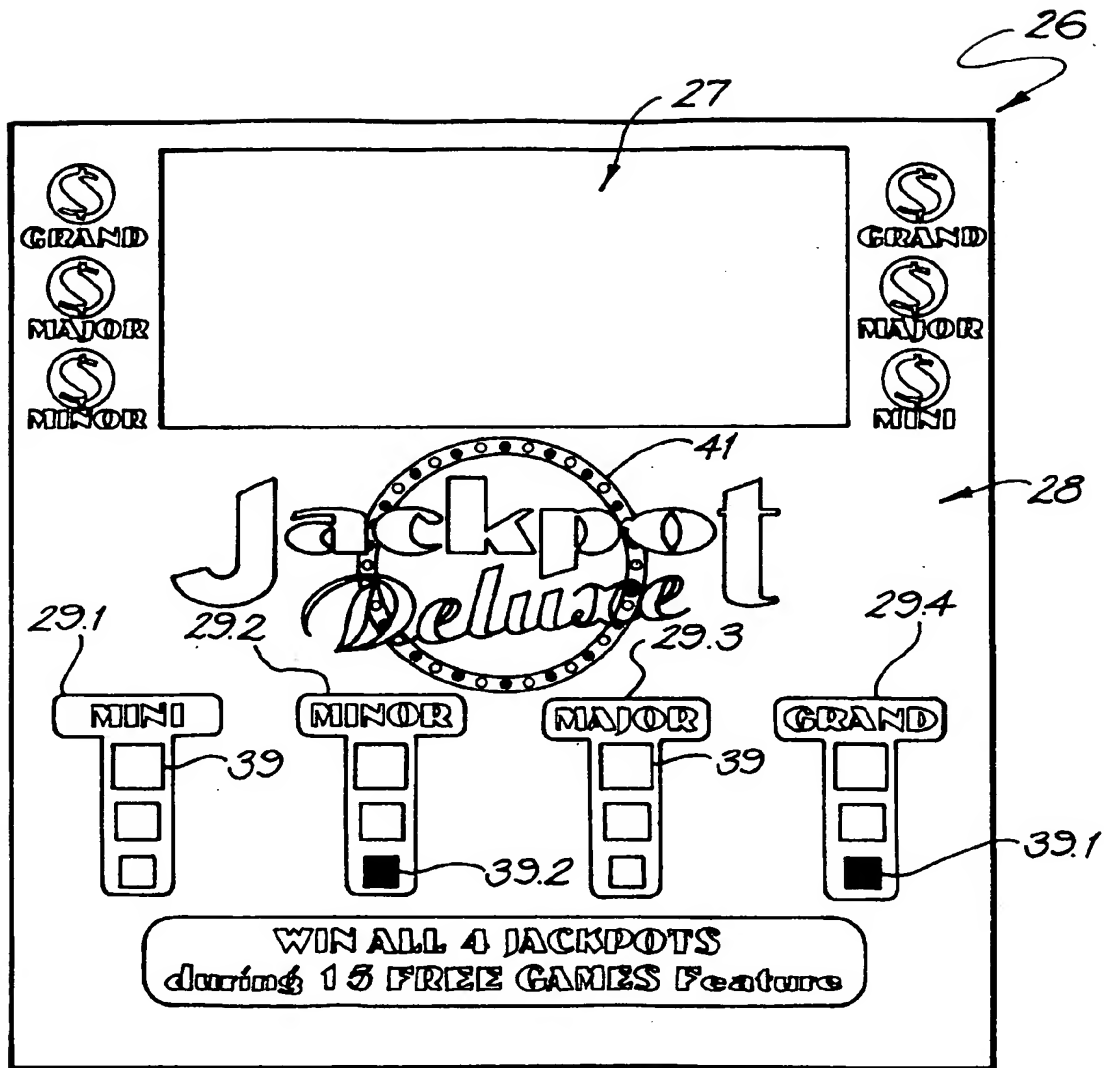 26
27
$ $
GRAND GRAND
$ $
MAJOR MAJOR
$ $
MINOR MINI
41
28
Jackpot
Deluxe
29.1 29.2 29.3 29.4
MINI MINOR MAJOR GRAND
39 39
39.2 39.1
WIN ALL 4 JACKPOTS
during 15 FREE GAMES Feature